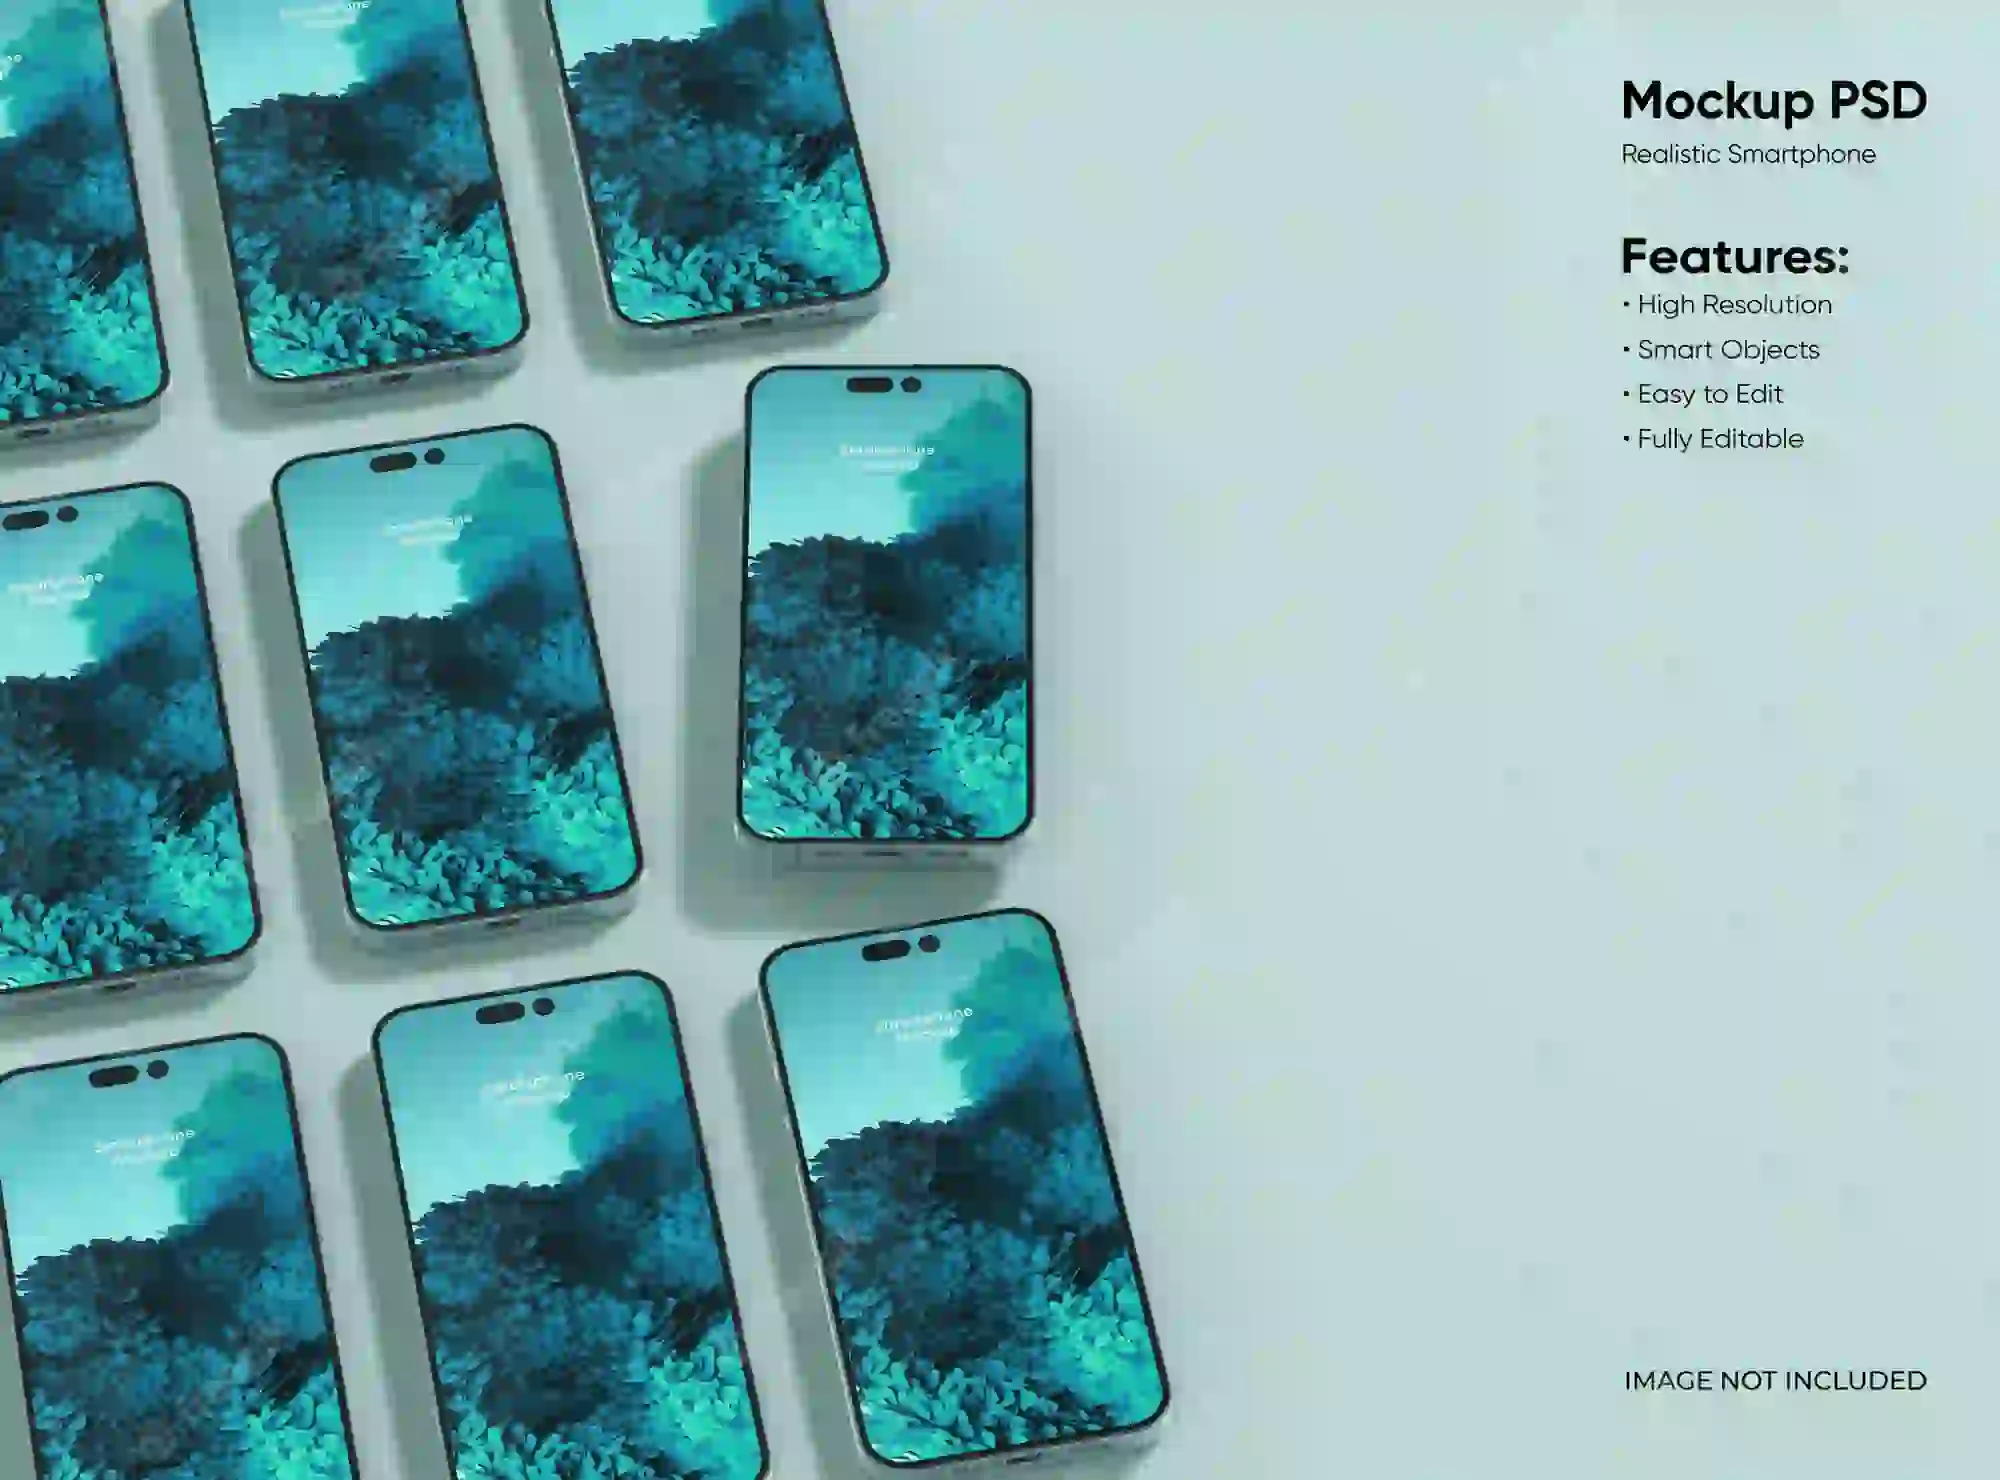 Mockup PSD
Realistic Smartphone
Features:
• High Resolution
• Smart Objects
• Easy to Edit
• Fully Editable
IMAGE NOT INCLUDED